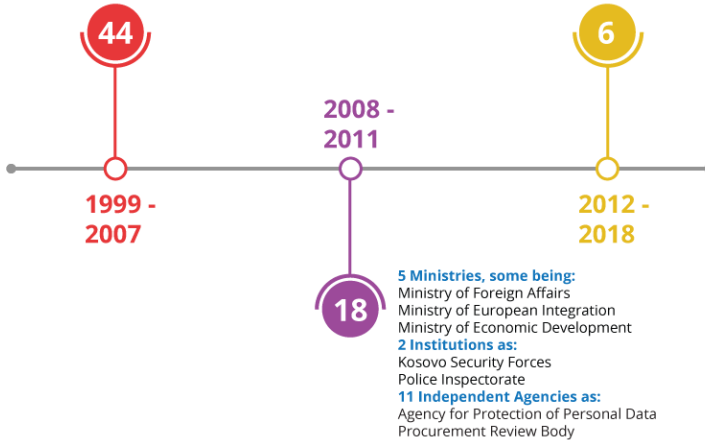 44
1999 -
2007
2008 -
2011
18
5 Ministries, some being:
Ministry of Foreign Affairs
Ministry of European Integration
Ministry of Economic Development
2 Institutions as:
Kosovo Security Forces
Police Inspectorate
11 Independent Agencies as:
Agency for Protection of Personal Data
Procurement Review Body
6
2012 -
2018